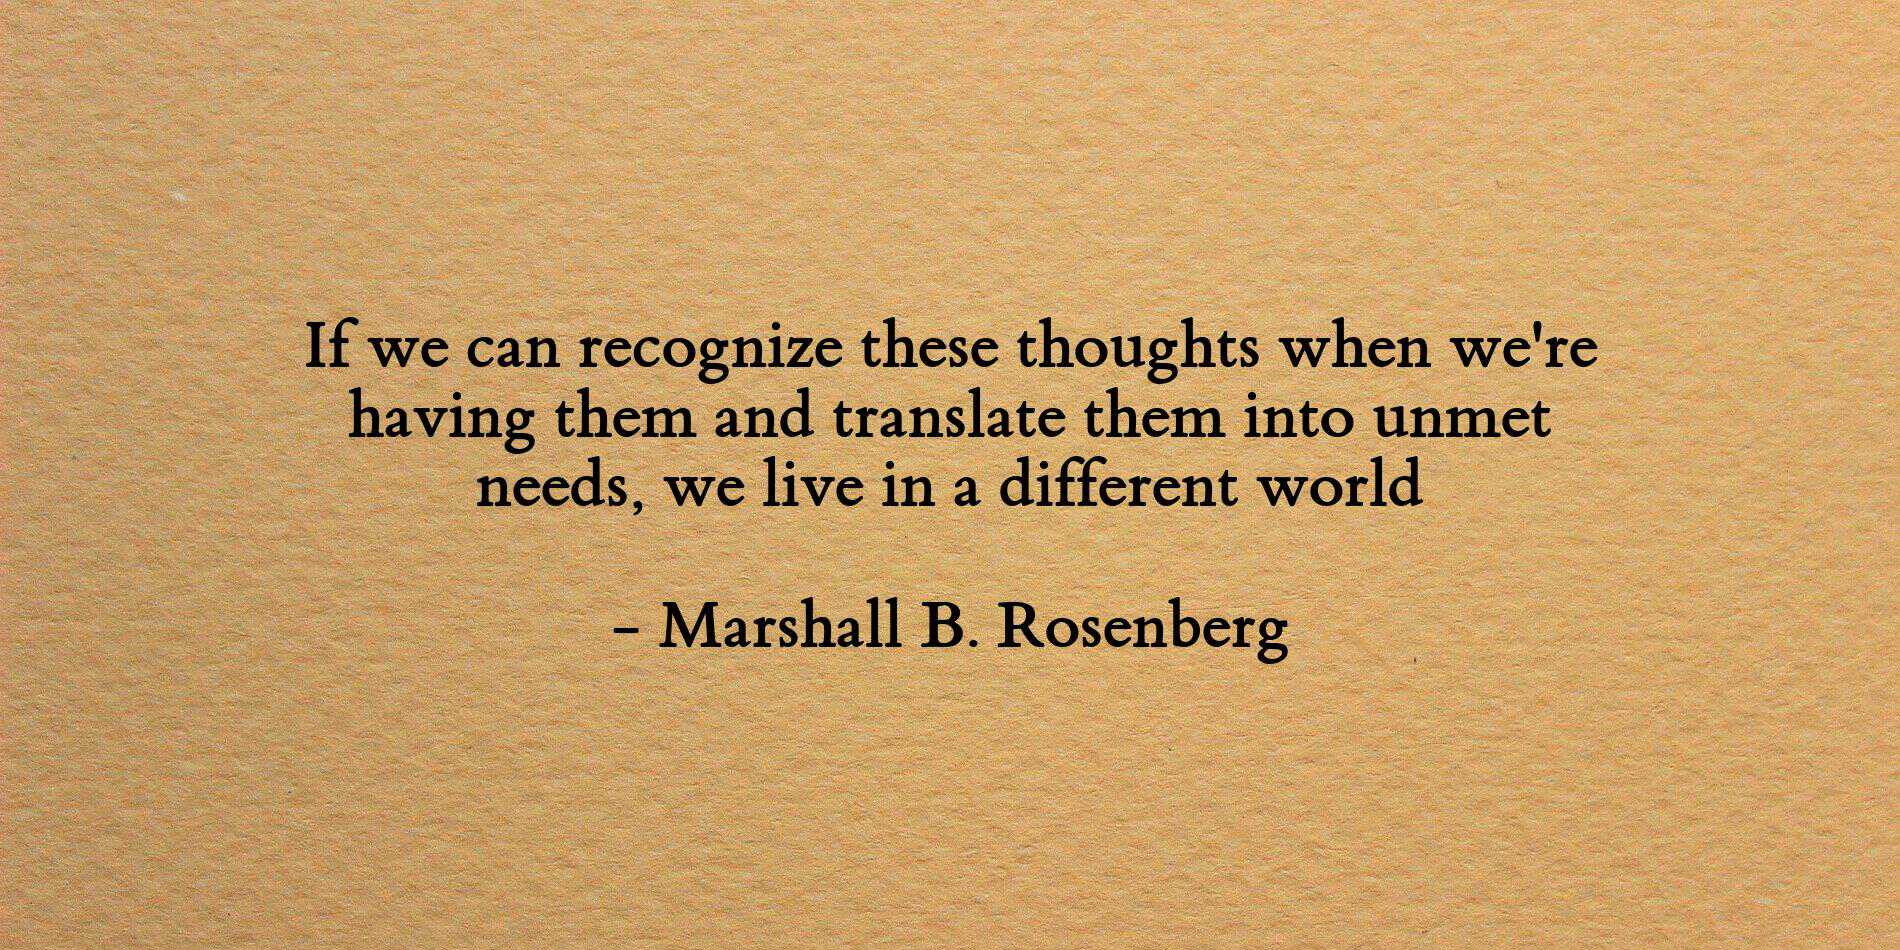 If we can recognize these thoughts when we're
having them and translate them into unmet
needs, we live in a different world
- Marshall B. Rosenberg